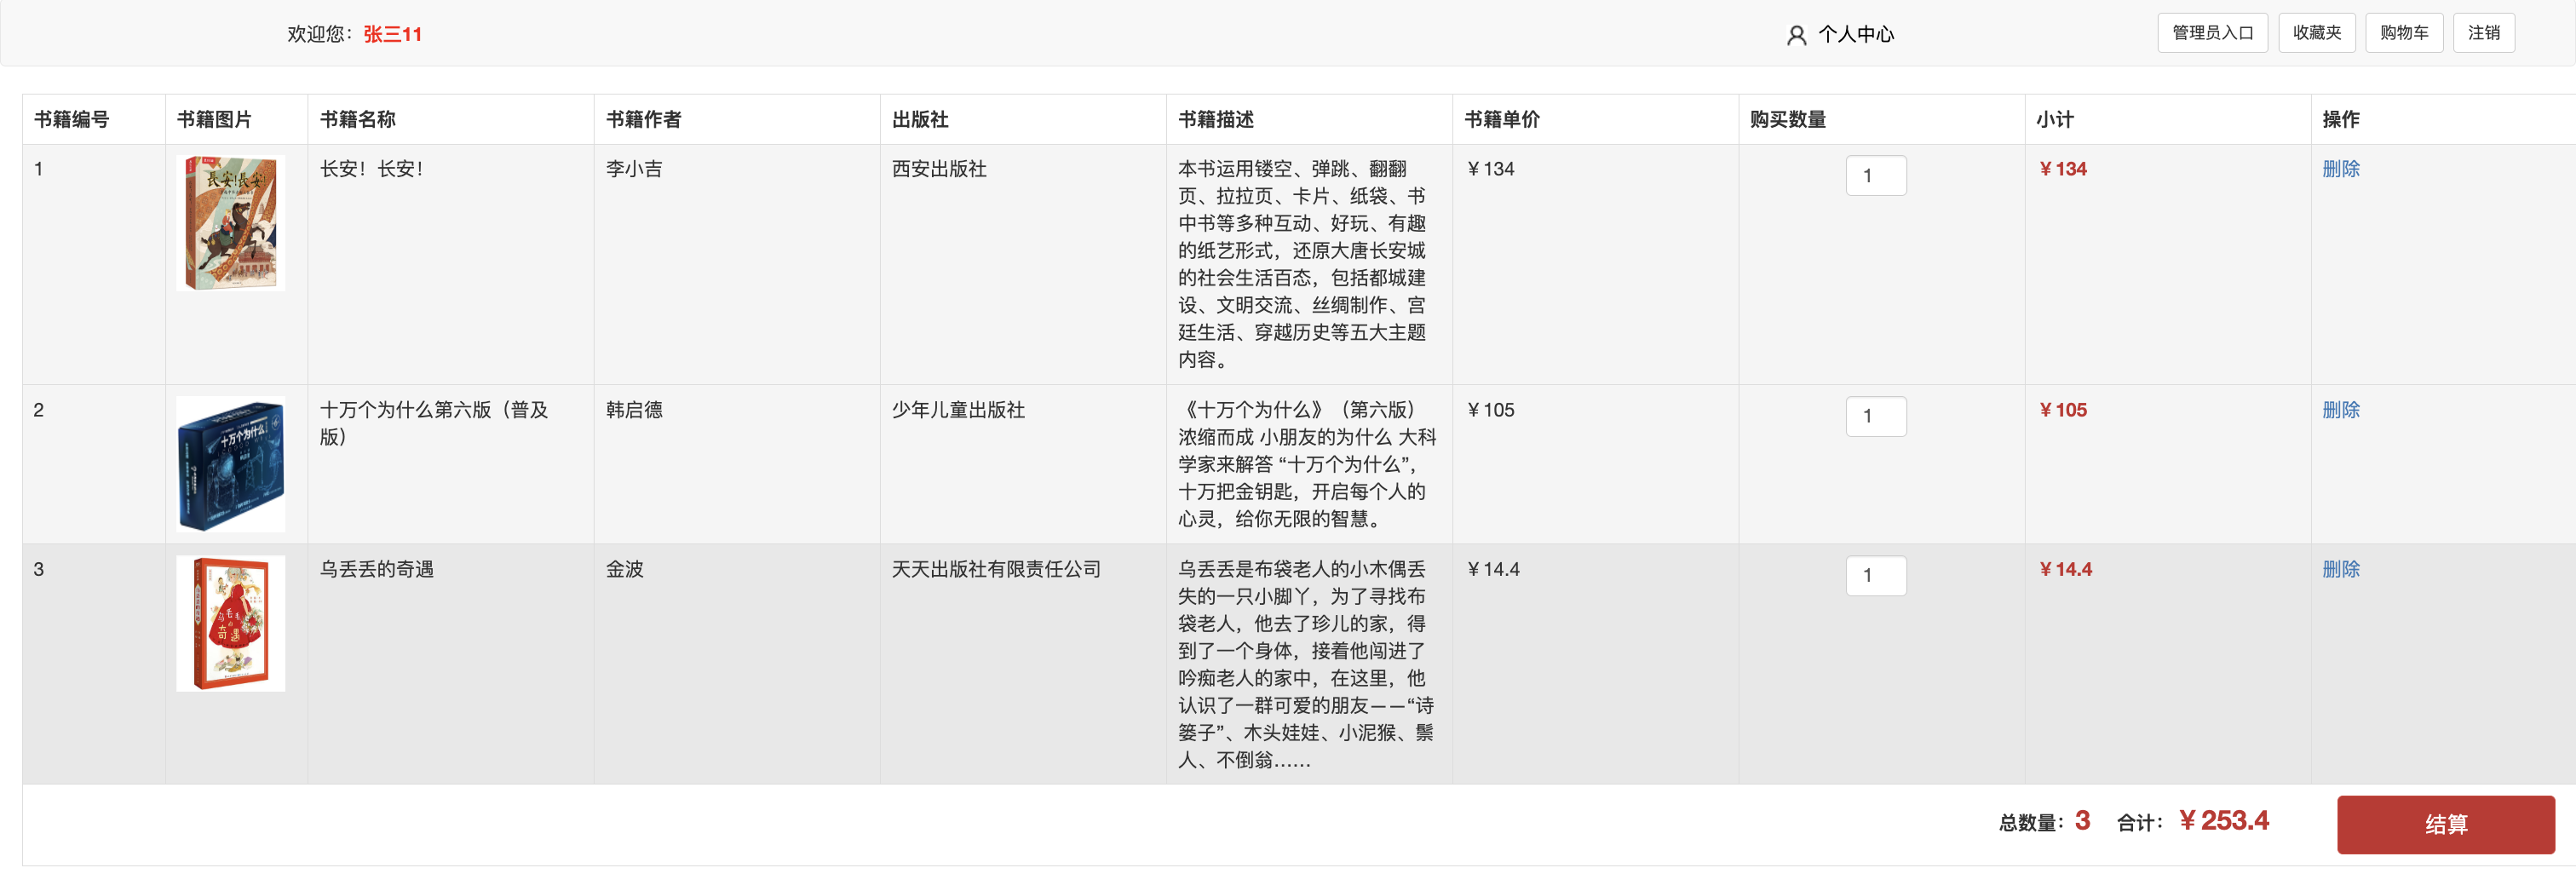 欢迎您：张三11 个人中心 管理员入口 收藏夹 购物车 注销
书籍编号 书籍图片 书籍名称 书籍作者 出版社 书籍描述 书籍单价 购买数量 小计 操作
1 长安！长安！ 李小吉 西安出版社 本书运用镂空、弹跳、翻翻 ￥134 1 ￥134 删除
页、拉拉页、卡片、纸袋、书
中书等多种互动、好玩、有趣
的纸艺形式，还原大唐长安城
的社会生活百态，包括都城建
设、文明交流、丝绸制作、宫
廷生活、穿越历史等五大主题
内容。
长安!长安!
2 十万个为什么第六版（普及 韩启德 少年儿童出版社 《十万个为什么》（第六版） ￥105 1 ￥105 删除
版） 浓缩而成 小朋友的为什么 大科
学家来解答 “十万个为什么”，
十万把金钥匙，开启每个人的
心灵，给你无限的智慧。
十万个为什么
3 乌丢丢的奇遇 金波 天天出版社有限责任公司 乌丢丢是布袋老人的小木偶丢 ￥14.4 1 ￥14.4 删除
失的一只小脚丫，为了寻找布
袋老人，他去了珍儿的家，得
到了一个身体，接着他闯进了
吟痴老人的家中，在这里，他
认识了一群可爱的朋友——“诗
篓子”、木头娃娃、小泥猴、鬃
人、不倒翁……
总数量：3 合计：￥253.4 结算